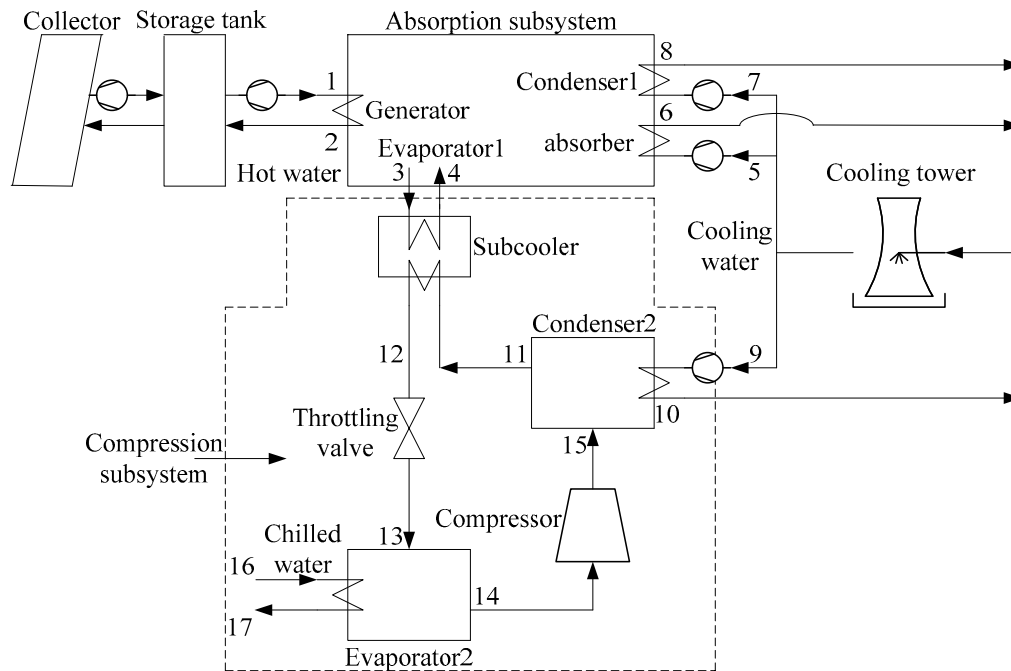 Collector
Storage tank
Absorption subsystem
1
8
Condenser1
7
Generator
6
2
Evaporator1
absorber
Hot water
3
4
5
Cooling tower
Subcooler
Cooling
water
Condenser2
12
11
9
Throttling
valve
10
15
Compression
subsystem
Compressor
13
Chilled
water
16
14
17
Evaporator2